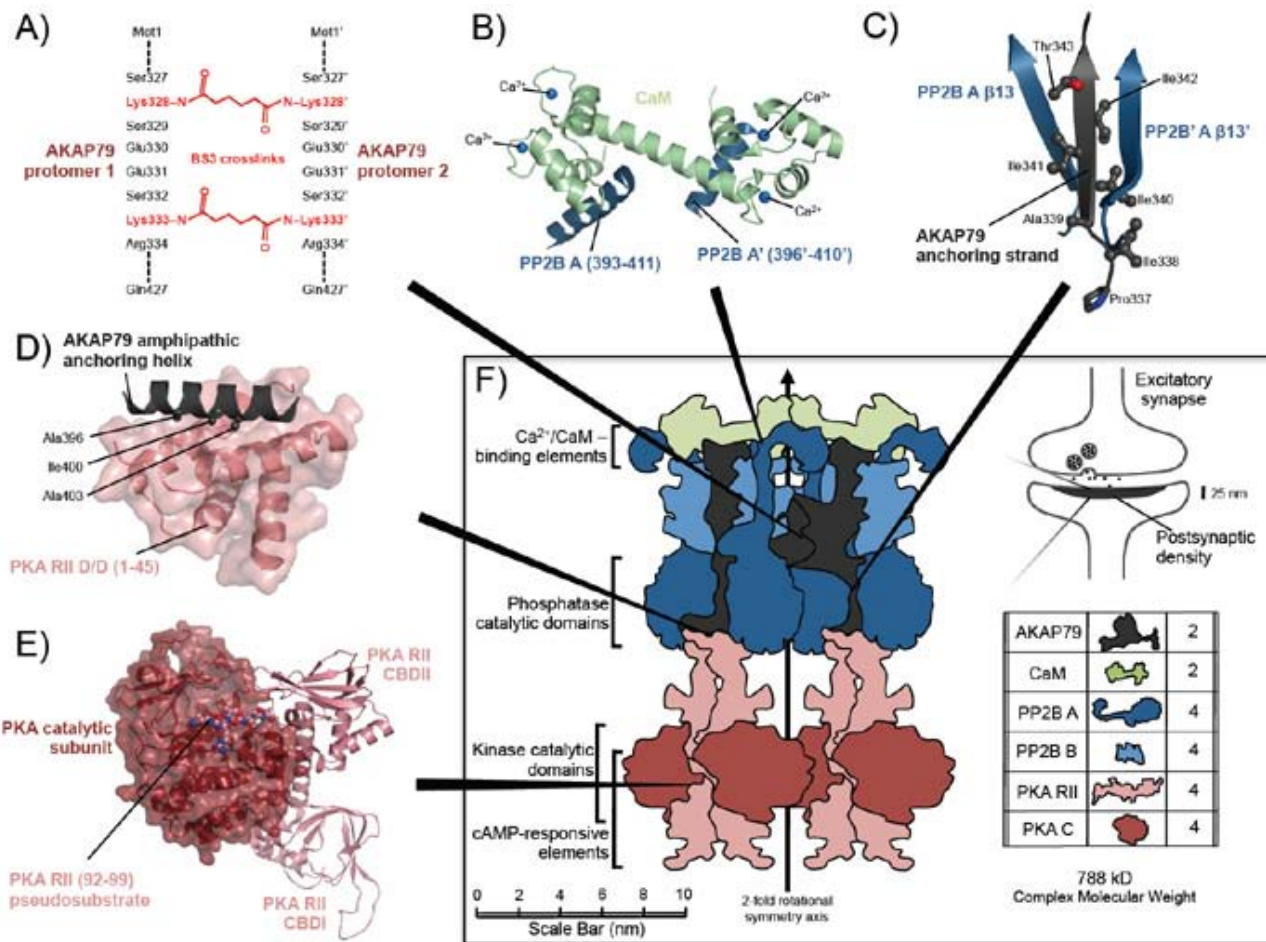 A)
Met1
Met1'
Ser327
Ser327'
Lys328–N
N–Lys328'
Ser329
Ser329'
Glu330
Glu330'
AKAP79
protomer 1
BS3 crosslinks
AKAP79
protomer 2
Glu331
Glu331'
Ser332
Ser332'
Lys333–N
N–Lys333'
Arg334
Arg334'
Gln427
Gln427'
O
O
O
O
B)
Ca²⁺
CaM
Ca²⁺
Ca²⁺
Ca²⁺
PP2B A (393-411)
PP2B A' (396'-410')
C)
Thr343
Ile342
PP2B A β13
PP2B' A β13'
Ile341
Ile340
Ala339
AKAP79
anchoring strand
Ile338
Pro337
D)
AKAP79 amphipathic
anchoring helix
Ala396
Ile400
Ala403
PKA RII D/D (1-45)
E)
PKA RII
CBDII
PKA catalytic
subunit
PKA RII (92-99)
pseudosubstrate
PKA RII
CBDI
F)
Ca²⁺/CaM –
binding elements
Phosphatase
catalytic domains
Kinase catalytic
domains
cAMP-responsive
elements
0 2 4 6 8 10
Scale Bar (nm)
2-fold rotational
symmetry axis
Excitatory
synapse
25 nm
Postsynaptic
density
AKAP79 2
CaM 2
PP2B A 4
PP2B B 4
PKA RII 4
PKA C 4
788 kD
Complex Molecular Weight